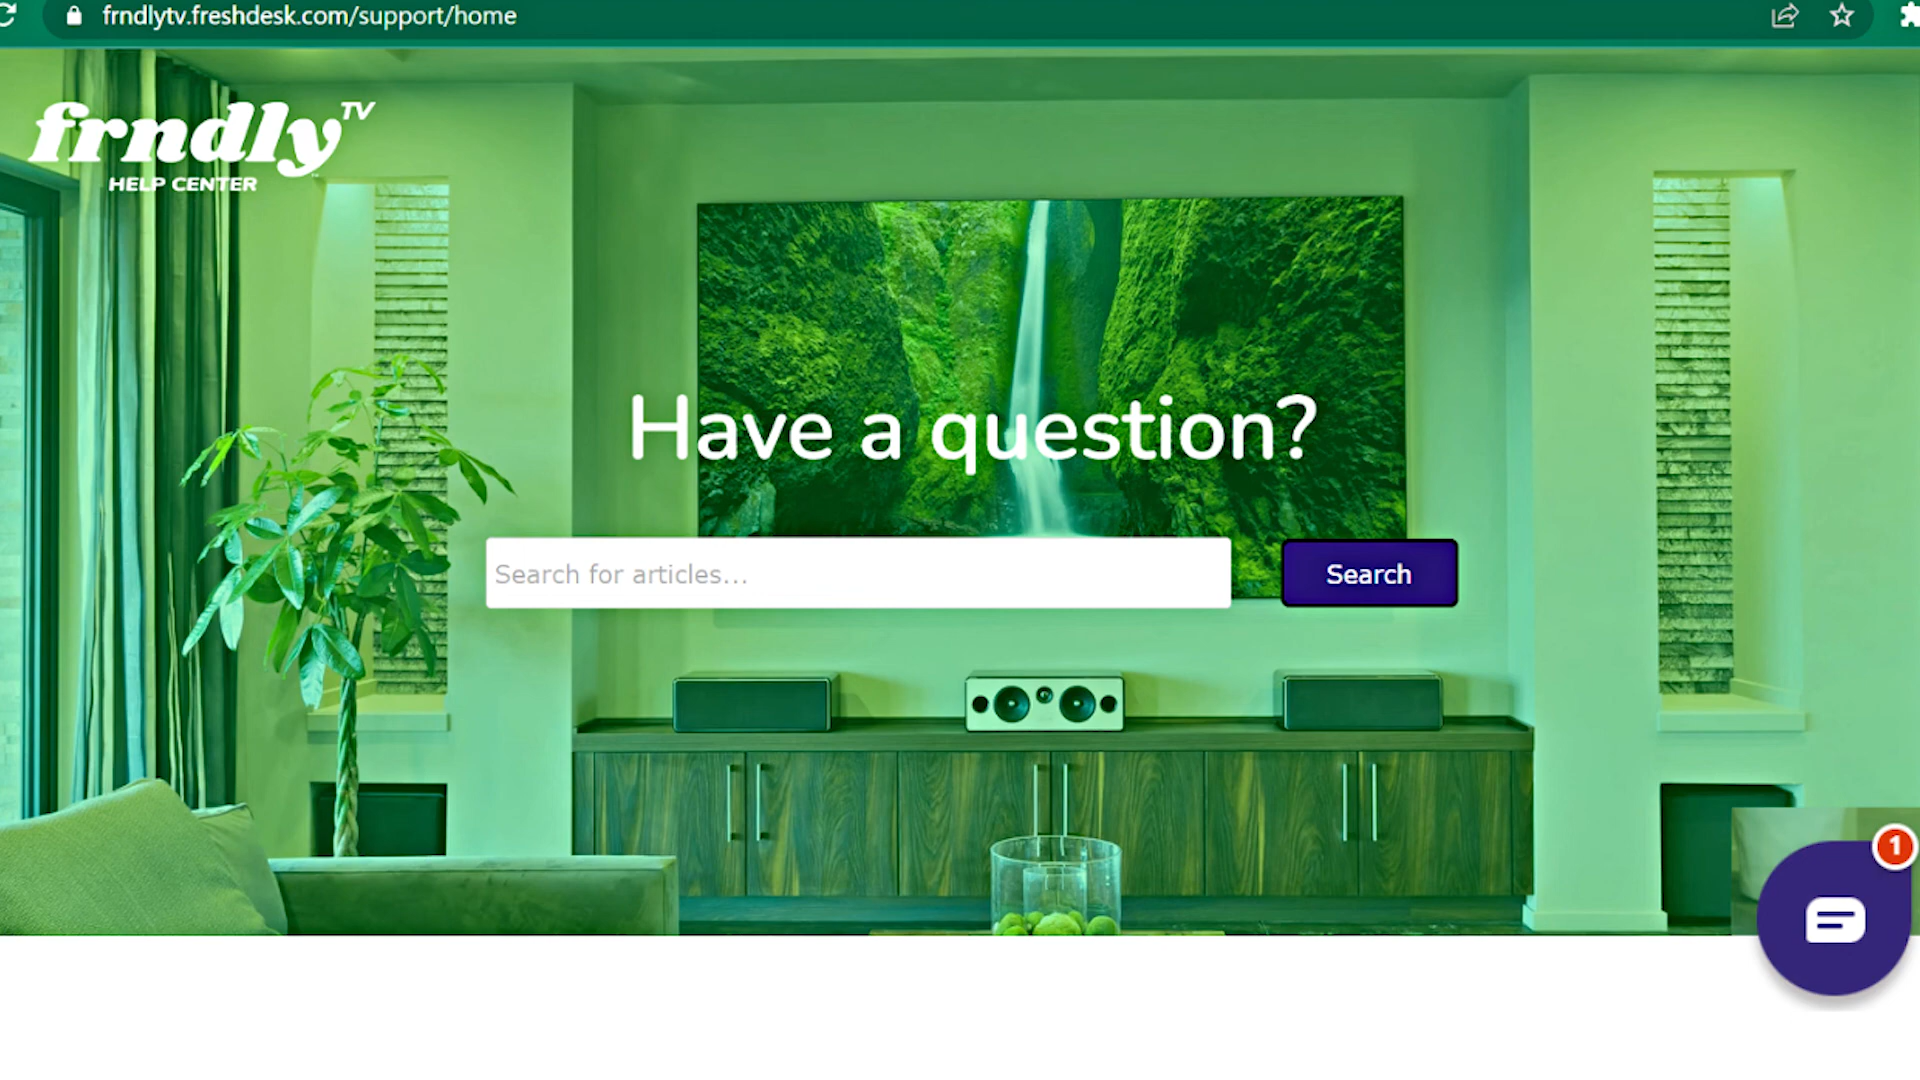 frndlytv.freshdesk.com/support/home
frndly TV
HELP CENTER
Have a question?
Search for articles...
Search
1